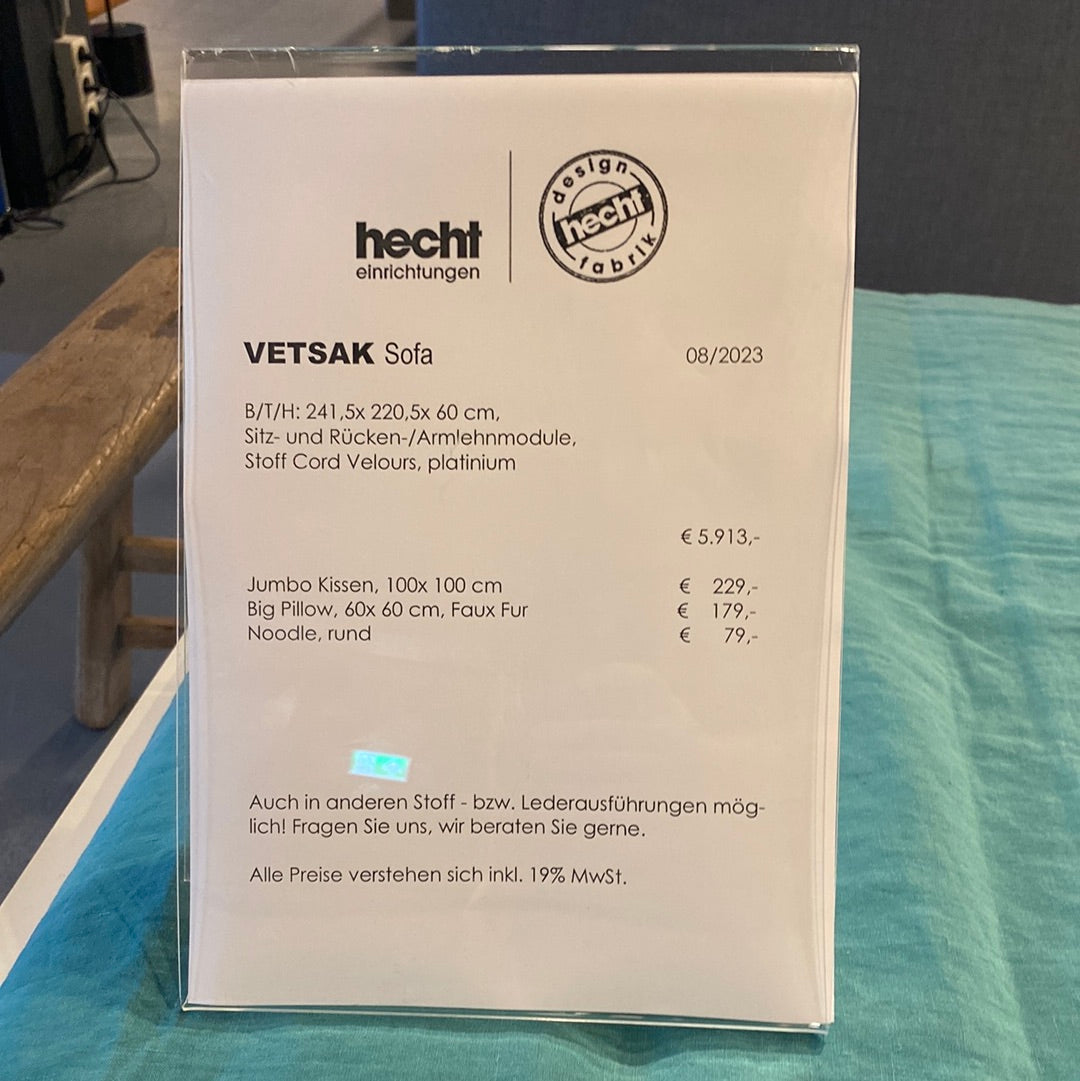 hecht
einrichtungen
design
hecht
fabrik
VETSAK Sofa
08/2023
B/T/H: 241,5x 220,5x 60 cm,
Sitz- und Rücken-/Armlehnmodule,
Stoff Cord Velours, platinium
€ 5.913,-
Jumbo Kissen, 100x 100 cm € 229,-
Big Pillow, 60x 60 cm, Faux Fur € 179,-
Noodle, rund € 79,-
Auch in anderen Stoff - bzw. Lederausführungen mög-
lich! Fragen Sie uns, wir beraten Sie gerne.
Alle Preise verstehen sich inkl. 19% MwSt.